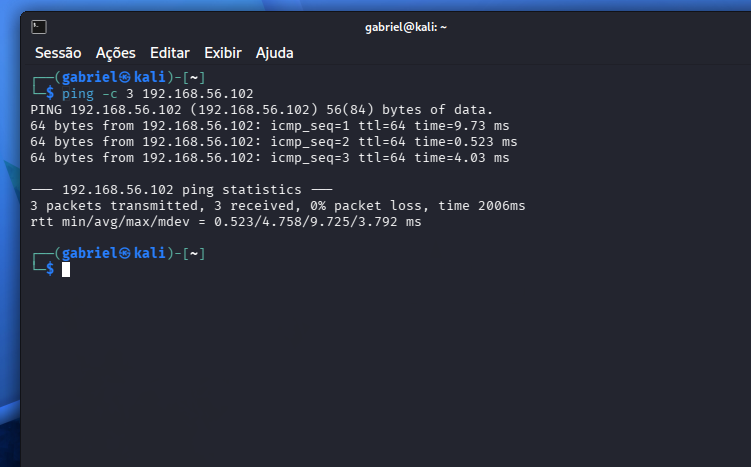 gabriel@kali: ~
Sessão Ações Editar Exibir Ajuda
┌──(gabriel㉿kali)-[~]
└─$ ping -c 3 192.168.56.102
PING 192.168.56.102 (192.168.56.102) 56(84) bytes of data.
64 bytes from 192.168.56.102: icmp_seq=1 ttl=64 time=9.73 ms
64 bytes from 192.168.56.102: icmp_seq=2 ttl=64 time=0.523 ms
64 bytes from 192.168.56.102: icmp_seq=3 ttl=64 time=4.03 ms
--- 192.168.56.102 ping statistics ---
3 packets transmitted, 3 received, 0% packet loss, time 2006ms
rtt min/avg/max/mdev = 0.523/4.758/9.725/3.792 ms
┌──(gabriel㉿kali)-[~]
└─$